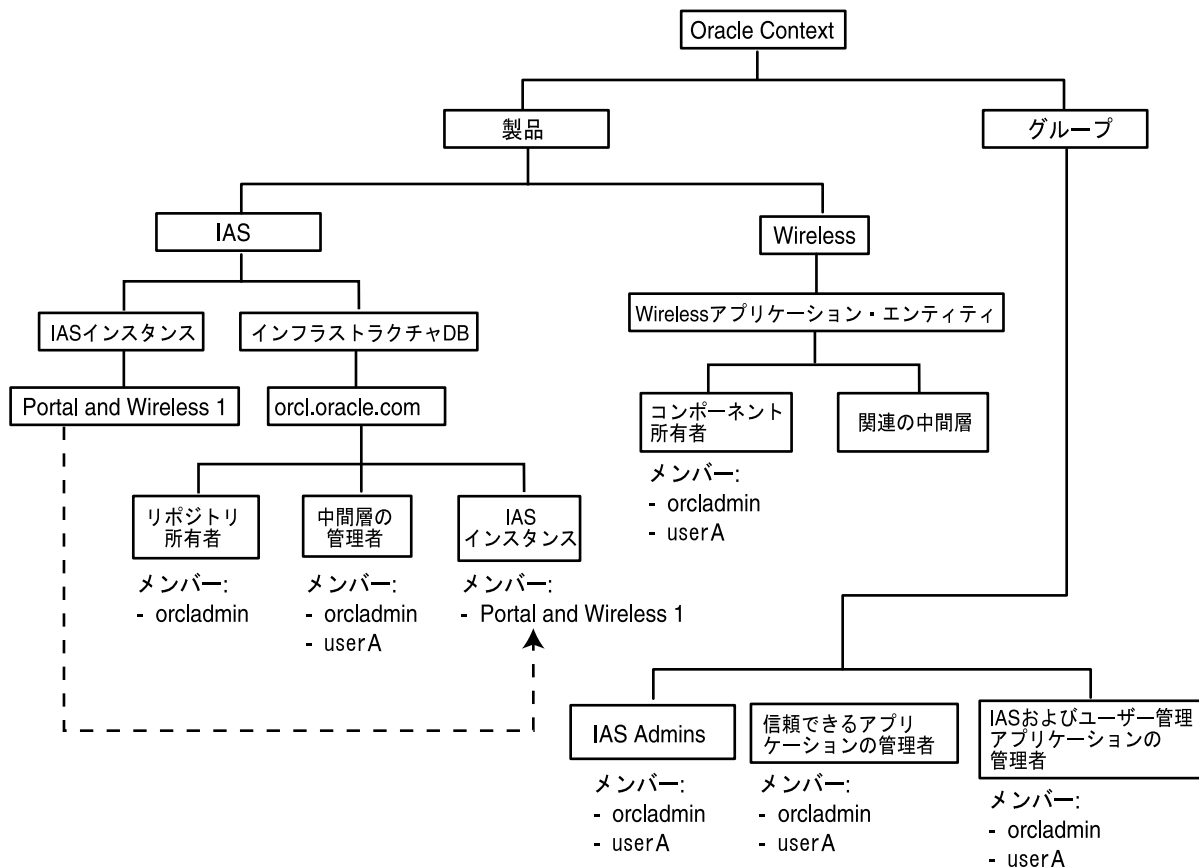 Oracle Context
製品
グループ
IAS
Wireless
IASインスタンス
インフラストラクチャDB
Wirelessアプリケーション・エンティティ
Portal and Wireless 1
orcl.oracle.com
コンポーネント
所有者
関連の中間層
メンバー:
- orcladmin
- userA
リポジトリ
所有者
中間層の
管理者
IAS
インスタンス
メンバー:
- orcladmin
メンバー:
- orcladmin
- userA
メンバー:
- Portal and Wireless 1
IAS Admins
信頼できるアプリ
ケーションの管理者
IASおよびユーザー管理
アプリケーションの
管理者
メンバー:
- orcladmin
- userA
メンバー:
- orcladmin
- userA
メンバー:
- orcladmin
- userA